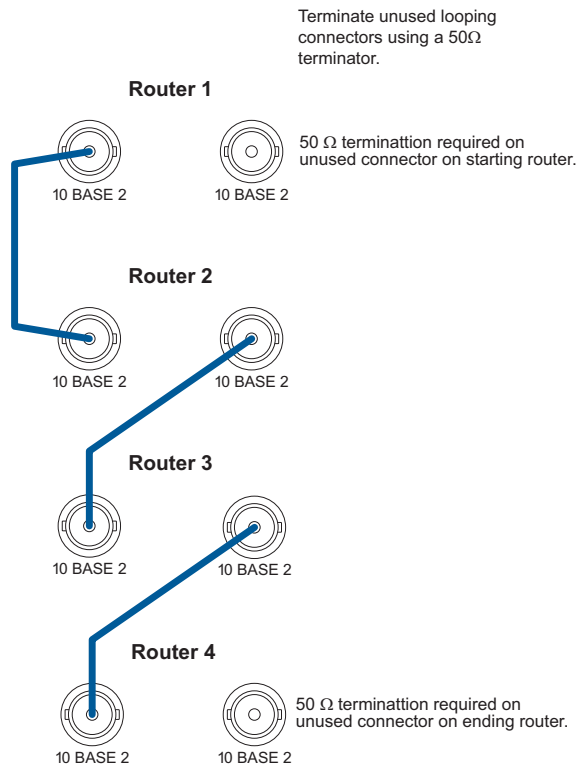 Terminate unused looping
connectors using a 50Ω
terminator.
Router 1
50 Ω terminattion required on
unused connector on starting router.
10 BASE 2
10 BASE 2
Router 2
10 BASE 2
10 BASE 2
Router 3
10 BASE 2
10 BASE 2
Router 4
50 Ω terminattion required on
unused connector on ending router.
10 BASE 2
10 BASE 2